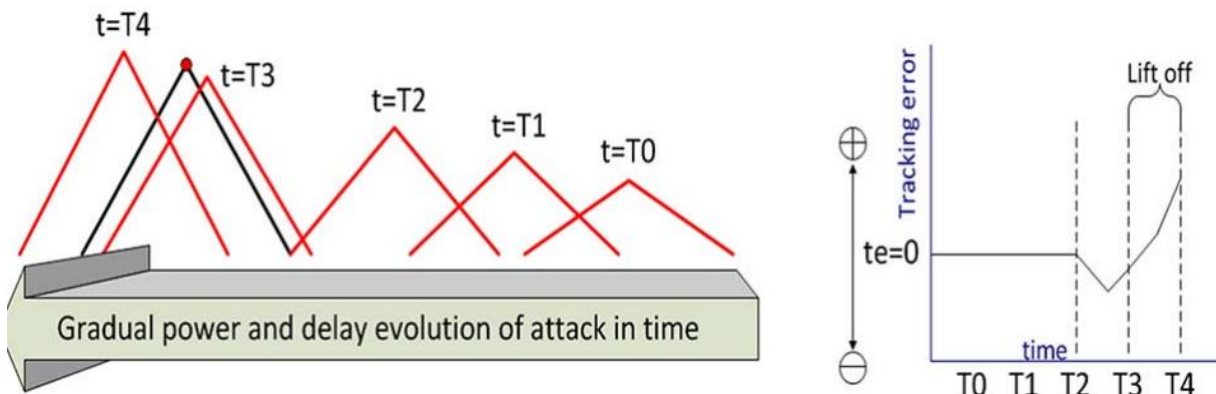 t=T4
t=T3
t=T2
t=T1
t=T0
Gradual power and delay evolution of attack in time
Tracking error
Lift off
te=0
time
T0 T1 T2 T3 T4